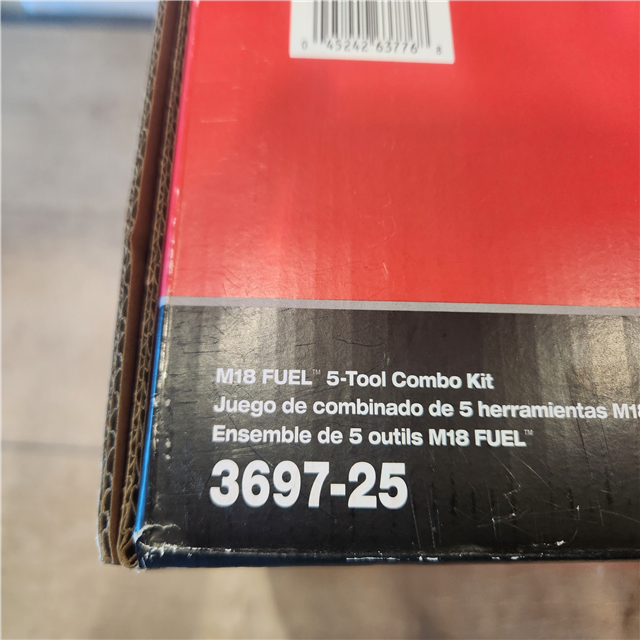 0 45242 63776 8
M18 FUEL™ 5-Tool Combo Kit
Juego de combinado de 5 herramientas M18
Ensemble de 5 outils M18 FUEL™
3697-25